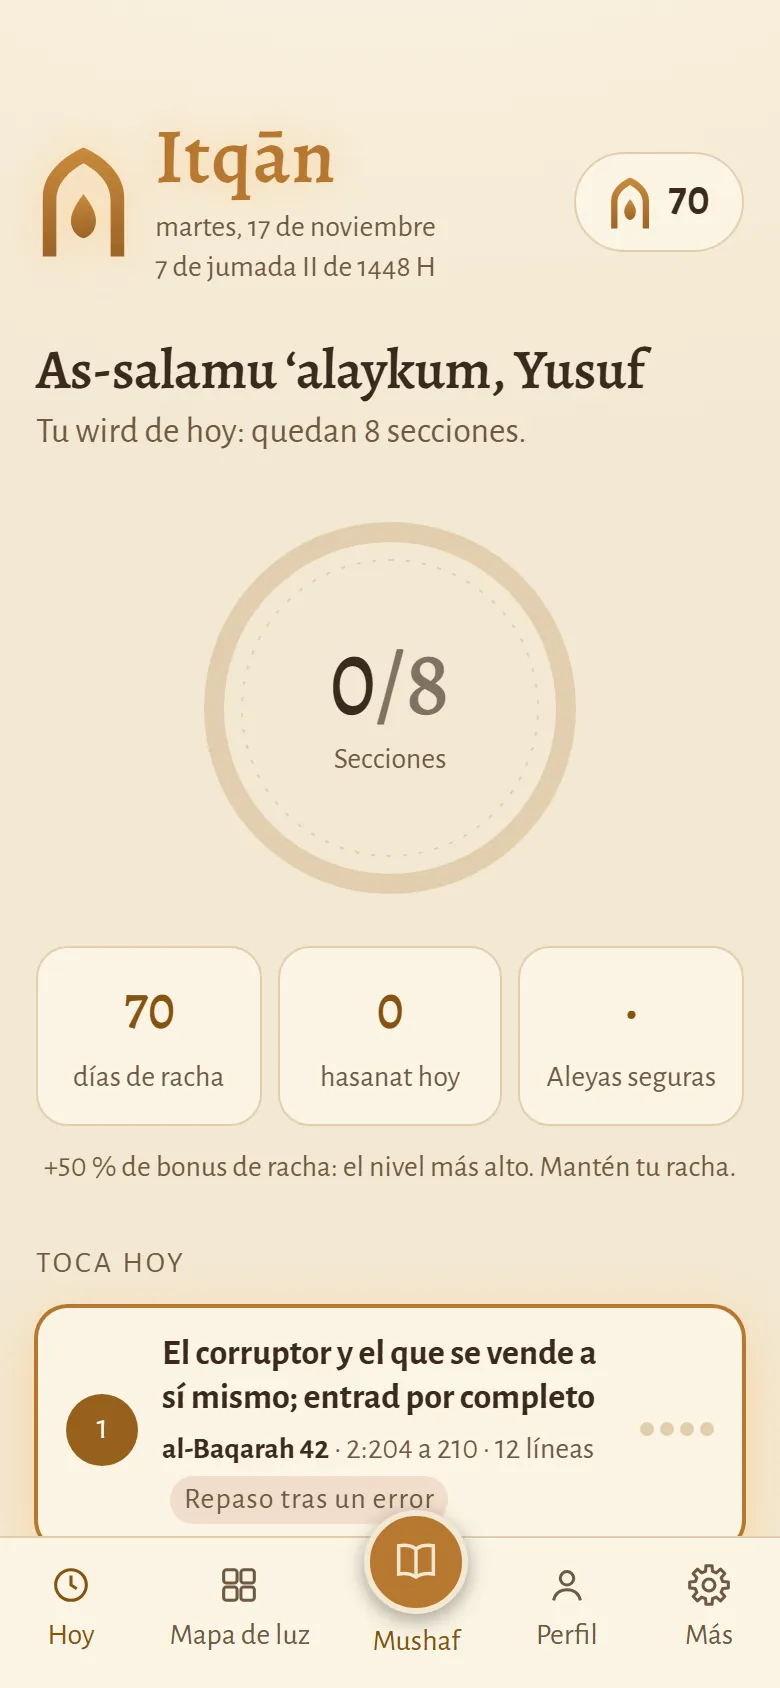 Itqān
martes, 17 de noviembre
7 de jumada II de 1448 H
70
As-salamu ‘alaykum, Yusuf
Tu wird de hoy: quedan 8 secciones.
0/8
Secciones
70
días de racha
0
hasanat hoy
·
Aleyas seguras
+50 % de bonus de racha: el nivel más alto. Mantén tu racha.
TOCA HOY
1
El corruptor y el que se vende a
sí mismo; entrad por completo
al-Baqarah 42 · 2:204 a 210 · 12 líneas
Repaso tras un error
Hoy
Mapa de luz
Mushaf
Perfil
Más